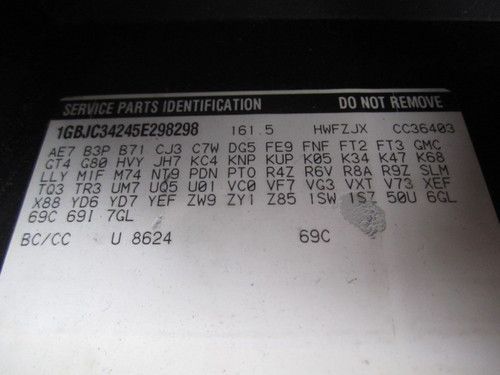 SERVICE PARTS IDENTIFICATION DO NOT REMOVE
1GBJC34245E298298 161.5 HWFZJX CC36403
AE7 B3P B71 CJ3 C7W DG5 FE9 FNF FT2 FT3 GMC
GT4 G80 HVY JH7 KC4 KNP KUP K05 K34 K47 K68
LLY MIF M74 NT9 PDN PTO R4Z R6V R8A R9Z SLM
TQ3 TR3 UM7 UQ5 U01 VC0 VF7 VG3 VXT V73 XEF
X88 YD6 YD7 YEF ZW9 ZY1 Z85 1SW 1SZ 50U 6GL
69C 69I 7GL
BC/CC U 8624 69C